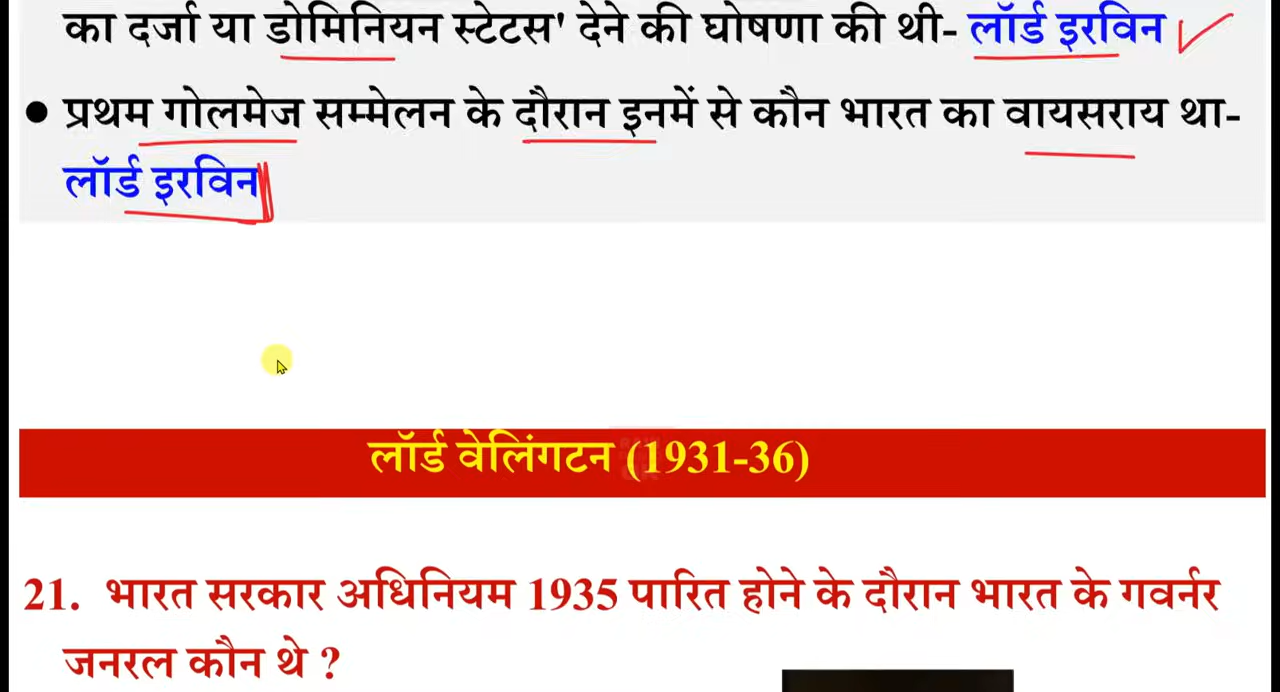 का दर्जा या डोमिनियन स्टेटस' देने की घोषणा की थी- लॉर्ड इरविन
● प्रथम गोलमेज सम्मेलन के दौरान इनमें से कौन भारत का वायसराय था-
लॉर्ड इरविन
लॉर्ड वेलिंगटन (1931-36)
21. भारत सरकार अधिनियम 1935 पारित होने के दौरान भारत के गवर्नर
जनरल कौन थे ?